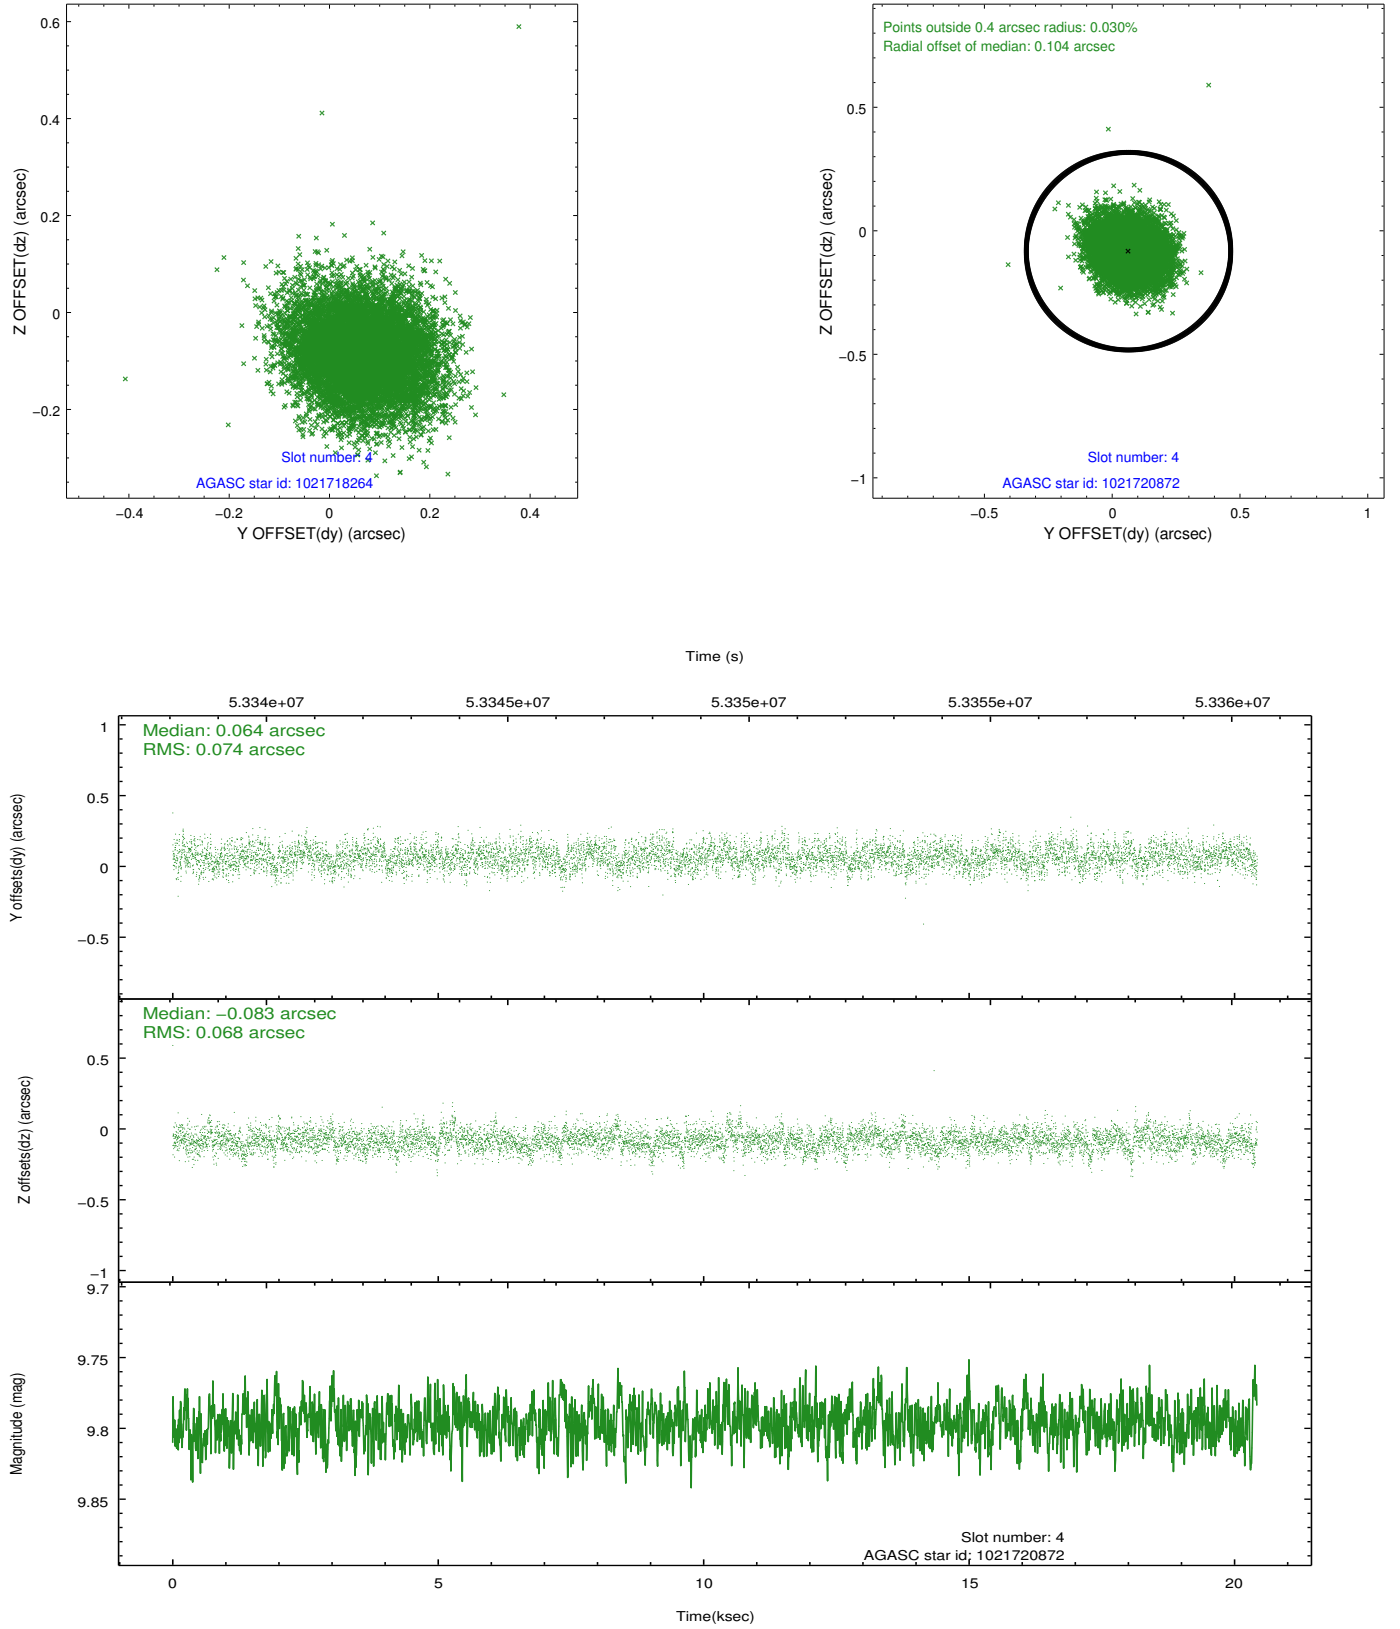 0.6
0.4
0.2
0
−0.2
Z OFFSET(dz) (arcsec)
Slot number: 4
AGASC star id: 1021718264
−0.4
−0.2
0
0.2
0.4
Y OFFSET(dy) (arcsec)
Points outside 0.4 arcsec radius: 0.030%
Radial offset of median: 0.104 arcsec
0.5
0
−0.5
−1
Z OFFSET(dz) (arcsec)
Slot number: 4
AGASC star id: 1021720872
−0.5
0
0.5
1
Y OFFSET(dy) (arcsec)
Time (s)
5.334e+07
5.3345e+07
5.335e+07
5.3355e+07
5.336e+07
Median: 0.064 arcsec
RMS: 0.074 arcsec
1
0.5
0
−0.5
Y offsets(dy) (arcsec)
Median: −0.083 arcsec
RMS: 0.068 arcsec
0.5
0
−0.5
−1
Z offsets(dz) (arcsec)
9.7
9.75
9.8
9.85
Magnitude (mag)
Slot number: 4
AGASC star id: 1021720872
0
5
10
15
20
Time(ksec)